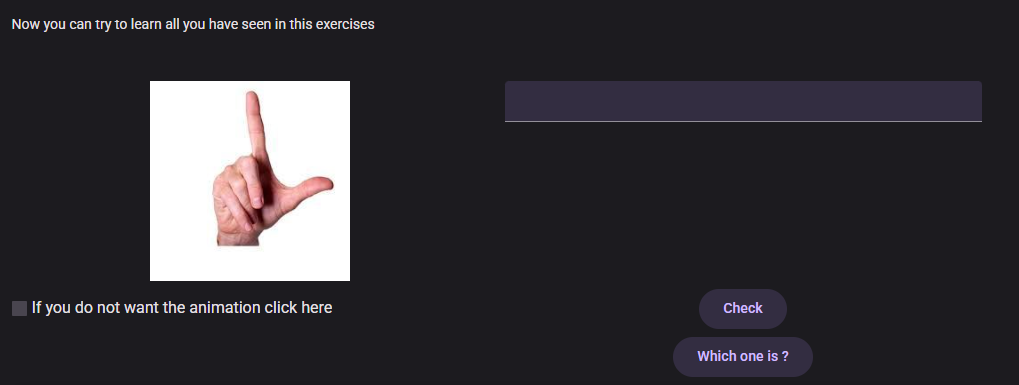 Now you can try to learn all you have seen in this exercises
If you do not want the animation click here
Check
Which one is ?